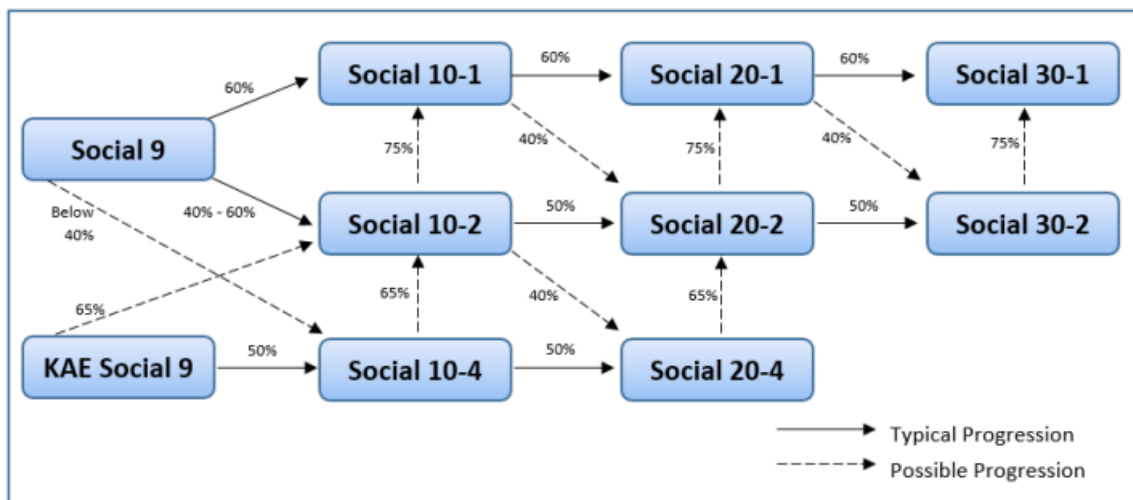 Social 10-1
60%
Social 20-1
60%
Social 30-1
60%
Social 9
75%
40%
75%
40%
75%
Below
40%
40% - 60%
Social 10-2
50%
Social 20-2
50%
Social 30-2
65%
65%
40%
65%
KAE Social 9
50%
Social 10-4
50%
Social 20-4
Typical Progression
Possible Progression